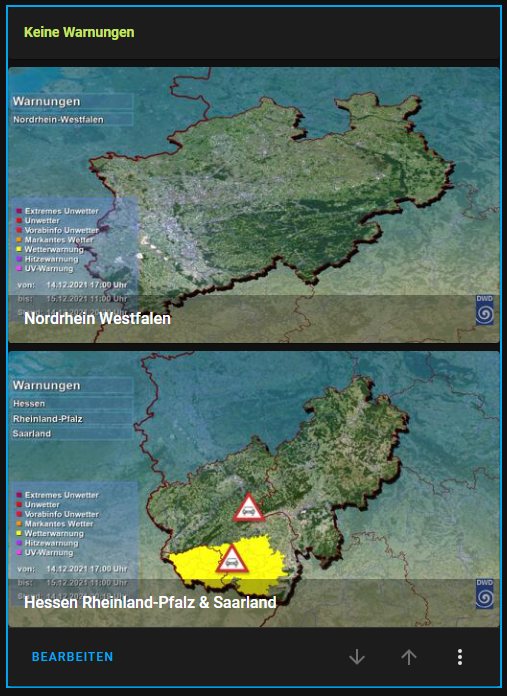 Keine Warnungen
Warnungen
Nordrhein-Westfalen
Extremes Unwetter
Unwetter
Vorabinfo Unwetter
Markantes Wetter
Wetterwarnung
Hitzewarnung
UV-Warnung
von: 14.12.2021 17:00 Uhr
bis: 15.12.2021 11:00 Uhr
Nordrhein Westfalen
DWD
Warnungen
Hessen
Rheinland-Pfalz
Saarland
Extremes Unwetter
Unwetter
Vorabinfo Unwetter
Markantes Wetter
Wetterwarnung
Hitzewarnung
UV-Warnung
von: 14.12.2021 17:00 Uhr
bis: 15.12.2021 11:00 Uhr
Hessen Rheinland-Pfalz & Saarland
DWD
BEARBEITEN